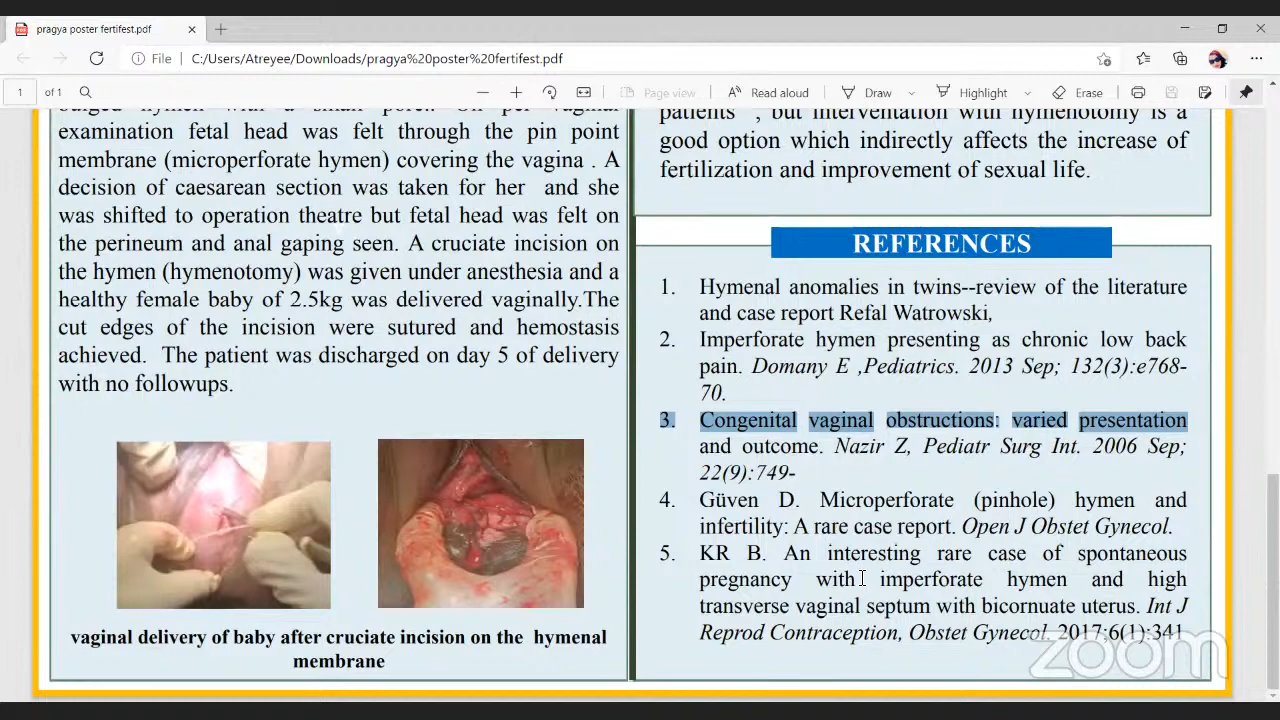 pragya poster fertifest.pdf
File C:/Users/Atreyee/Downloads/pragya%20poster%20fertifest.pdf
1 of 1 Page view Read aloud Draw Highlight Erase
bulged hymen with a small pore. On per vaginal
examination fetal head was felt through the pin point
membrane (microperforate hymen) covering the vagina . A
decision of caesarean section was taken for her and she
was shifted to operation theatre but fetal head was felt on
the perineum and anal gaping seen. A cruciate incision on
the hymen (hymenotomy) was given under anesthesia and a
healthy female baby of 2.5kg was delivered vaginally.The
cut edges of the incision were sutured and hemostasis
achieved. The patient was discharged on day 5 of delivery
with no followups.
vaginal delivery of baby after cruciate incision on the hymenal
membrane
patients , but intervention with hymenotomy is a
good option which indirectly affects the increase of
fertilization and improvement of sexual life.
REFERENCES
1. Hymenal anomalies in twins--review of the literature
and case report Refal Watrowski,
2. Imperforate hymen presenting as chronic low back
pain. Domany E ,Pediatrics. 2013 Sep; 132(3):e768-
70.
3. Congenital vaginal obstructions: varied presentation
and outcome. Nazir Z, Pediatr Surg Int. 2006 Sep;
22(9):749-
4. Güven D. Microperforate (pinhole) hymen and
infertility: A rare case report. Open J Obstet Gynecol.
5. KR B. An interesting rare case of spontaneous
pregnancy with imperforate hymen and high
transverse vaginal septum with bicornuate uterus. Int J
Reprod Contraception, Obstet Gynecol. 2017;6(1):341
zoom